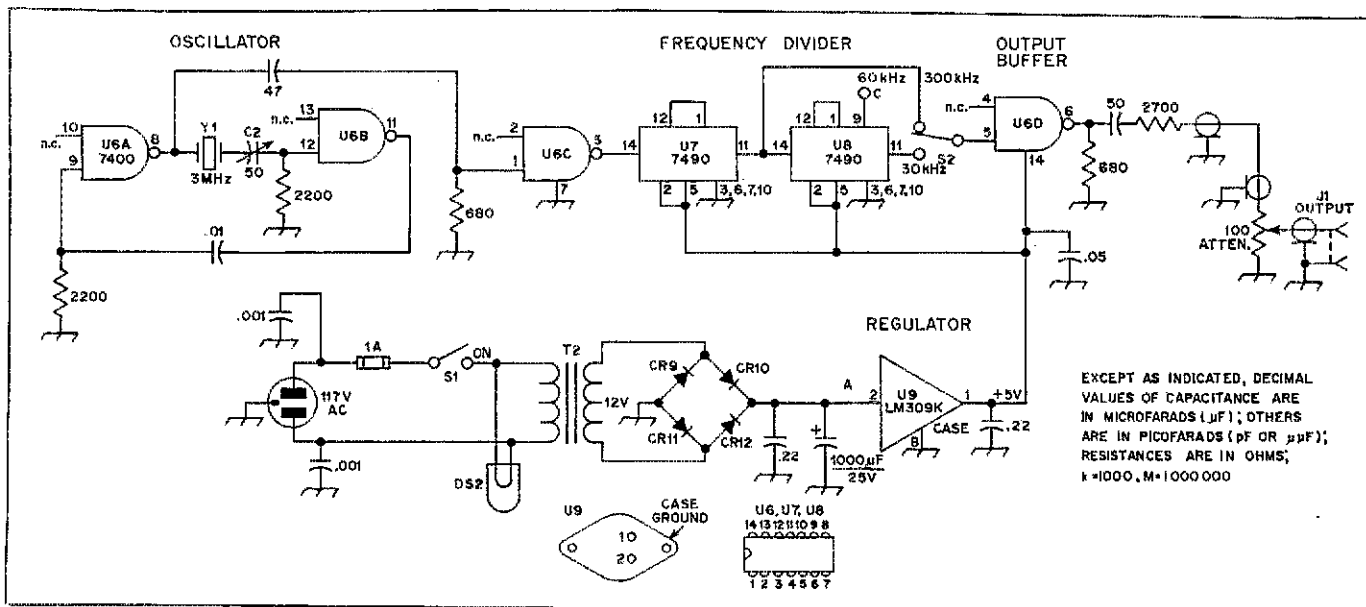 OSCILLATOR
FREQUENCY DIVIDER
OUTPUT
BUFFER
47
10
n.c.
9
U6A
7400
8
Y1
3MHz
C2
50
n.c.
13
12
U6B
11
2200
.01
2200
n.c.
2
1
U6C
3
7
680
14
12
1
U7
7490
11
2
5
3,6,7,10
60kHz
C
300kHz
14
12
1
9
U8
7490
11
2
5
3,6,7,10
30kHz
S2
n.c.
4
5
U6D
6
14
50
2700
680
.05
100
ATTEN.
J1
OUTPUT
.001
117V
AC
1A
S1
ON
.001
DS2
T2
12V
CR9
CR10
CR11
CR12
.22
+
1000µF
25V
A
REGULATOR
2
U9
LM309K
1
CASE
+5V
.22
EXCEPT AS INDICATED, DECIMAL
VALUES OF CAPACITANCE ARE
IN MICROFARADS (µF); OTHERS
ARE IN PICOFARADS (pF OR µµF);
RESISTANCES ARE IN OHMS;
k=1000, M=1000000
U9
CASE
GROUND
1O
2O
U6, U7, U8
14 13 12 11 10 9 8
1 2 3 4 5 6 7